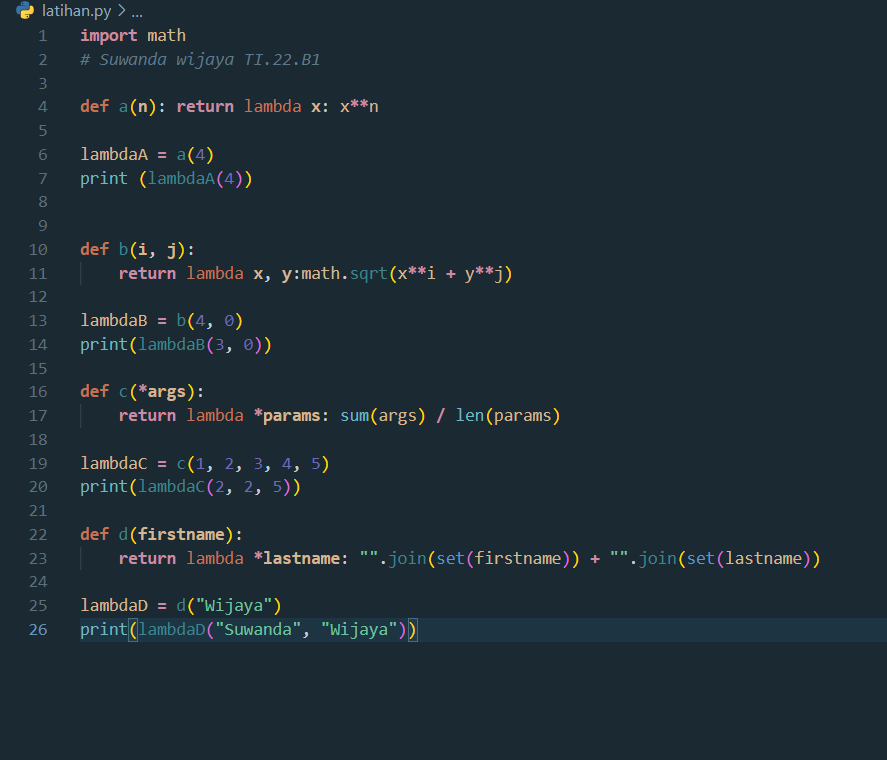 latihan.py > ...
1 import math
2 # Suwanda wijaya TI.22.B1
3
4 def a(n): return lambda x: x**n
5
6 lambdaA = a(4)
7 print (lambdaA(4))
8
9
10 def b(i, j):
11     return lambda x, y:math.sqrt(x**i + y**j)
12
13 lambdaB = b(4, 0)
14 print(lambdaB(3, 0))
15
16 def c(*args):
17     return lambda *params: sum(args) / len(params)
18
19 lambdaC = c(1, 2, 3, 4, 5)
20 print(lambdaC(2, 2, 5))
21
22 def d(firstname):
23     return lambda *lastname: "".join(set(firstname)) + "".join(set(lastname))
24
25 lambdaD = d("Wijaya")
26 print(lambdaD("Suwanda", "Wijaya"))